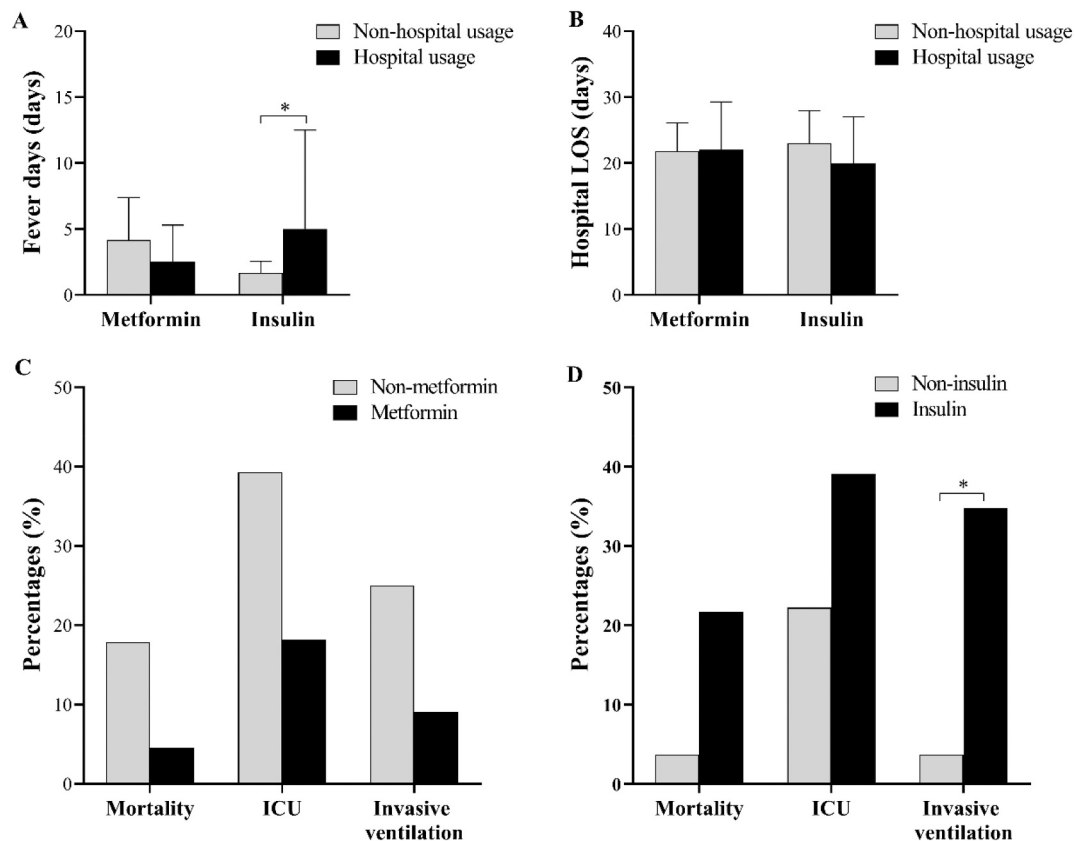 A
Fever days (days)
20
15
10
5
0
Non-hospital usage
Hospital usage
*
Metformin
Insulin
B
Hospital LOS (days)
40
30
20
10
0
Non-hospital usage
Hospital usage
Metformin
Insulin
C
Percentages (%)
50
40
30
20
10
0
Non-metformin
Metformin
Mortality
ICU
Invasive
ventilation
D
Percentages (%)
50
40
30
20
10
0
Non-insulin
Insulin
*
Mortality
ICU
Invasive
ventilation